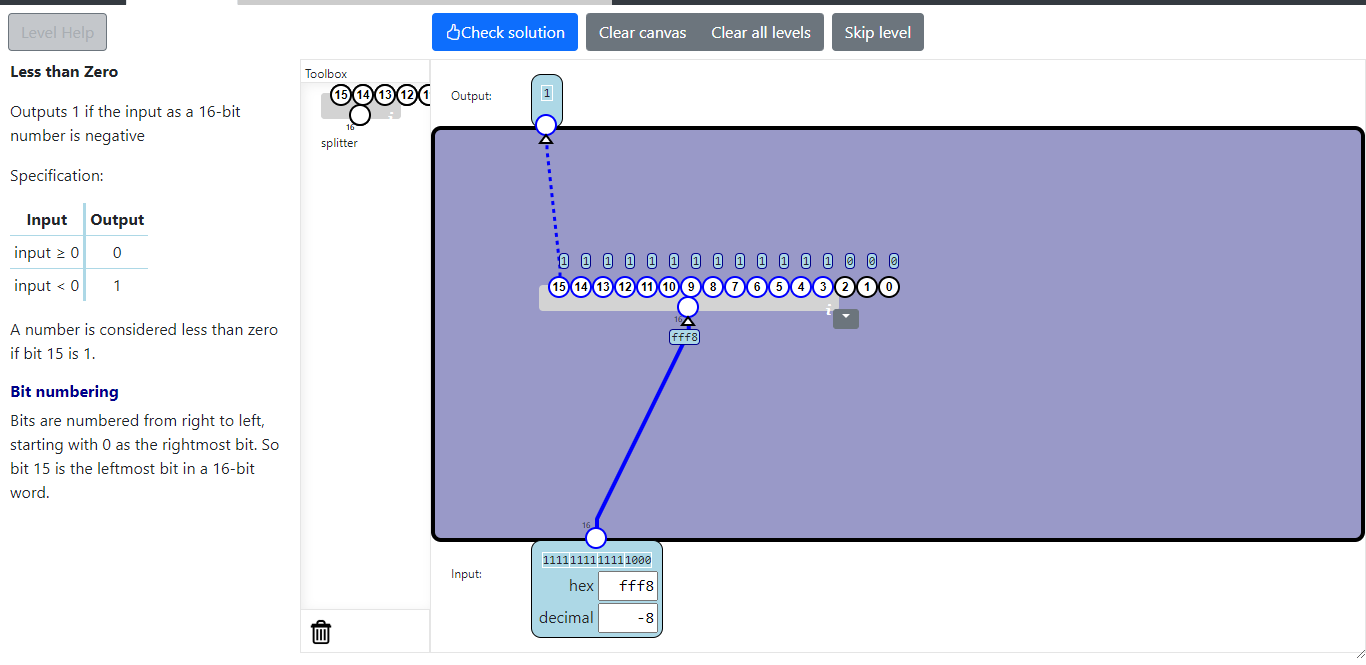 Level Help
Check solution
Clear canvas
Clear all levels
Skip level
Less than Zero
Outputs 1 if the input as a 16-bit
number is negative
Specification:
Input Output
input ≥ 0 0
input < 0 1
A number is considered less than zero
if bit 15 is 1.
Bit numbering
Bits are numbered from right to left,
starting with 0 as the rightmost bit. So
bit 15 is the leftmost bit in a 16-bit
word.
Toolbox
15 14 13 12 1
16
splitter
Output:
1
1 1 1 1 1 1 1 1 1 1 1 1 1 0 0 0
15 14 13 12 11 10 9 8 7 6 5 4 3 2 1 0
16
fff8
16
Input:
1111111111111000
hex fff8
decimal -8